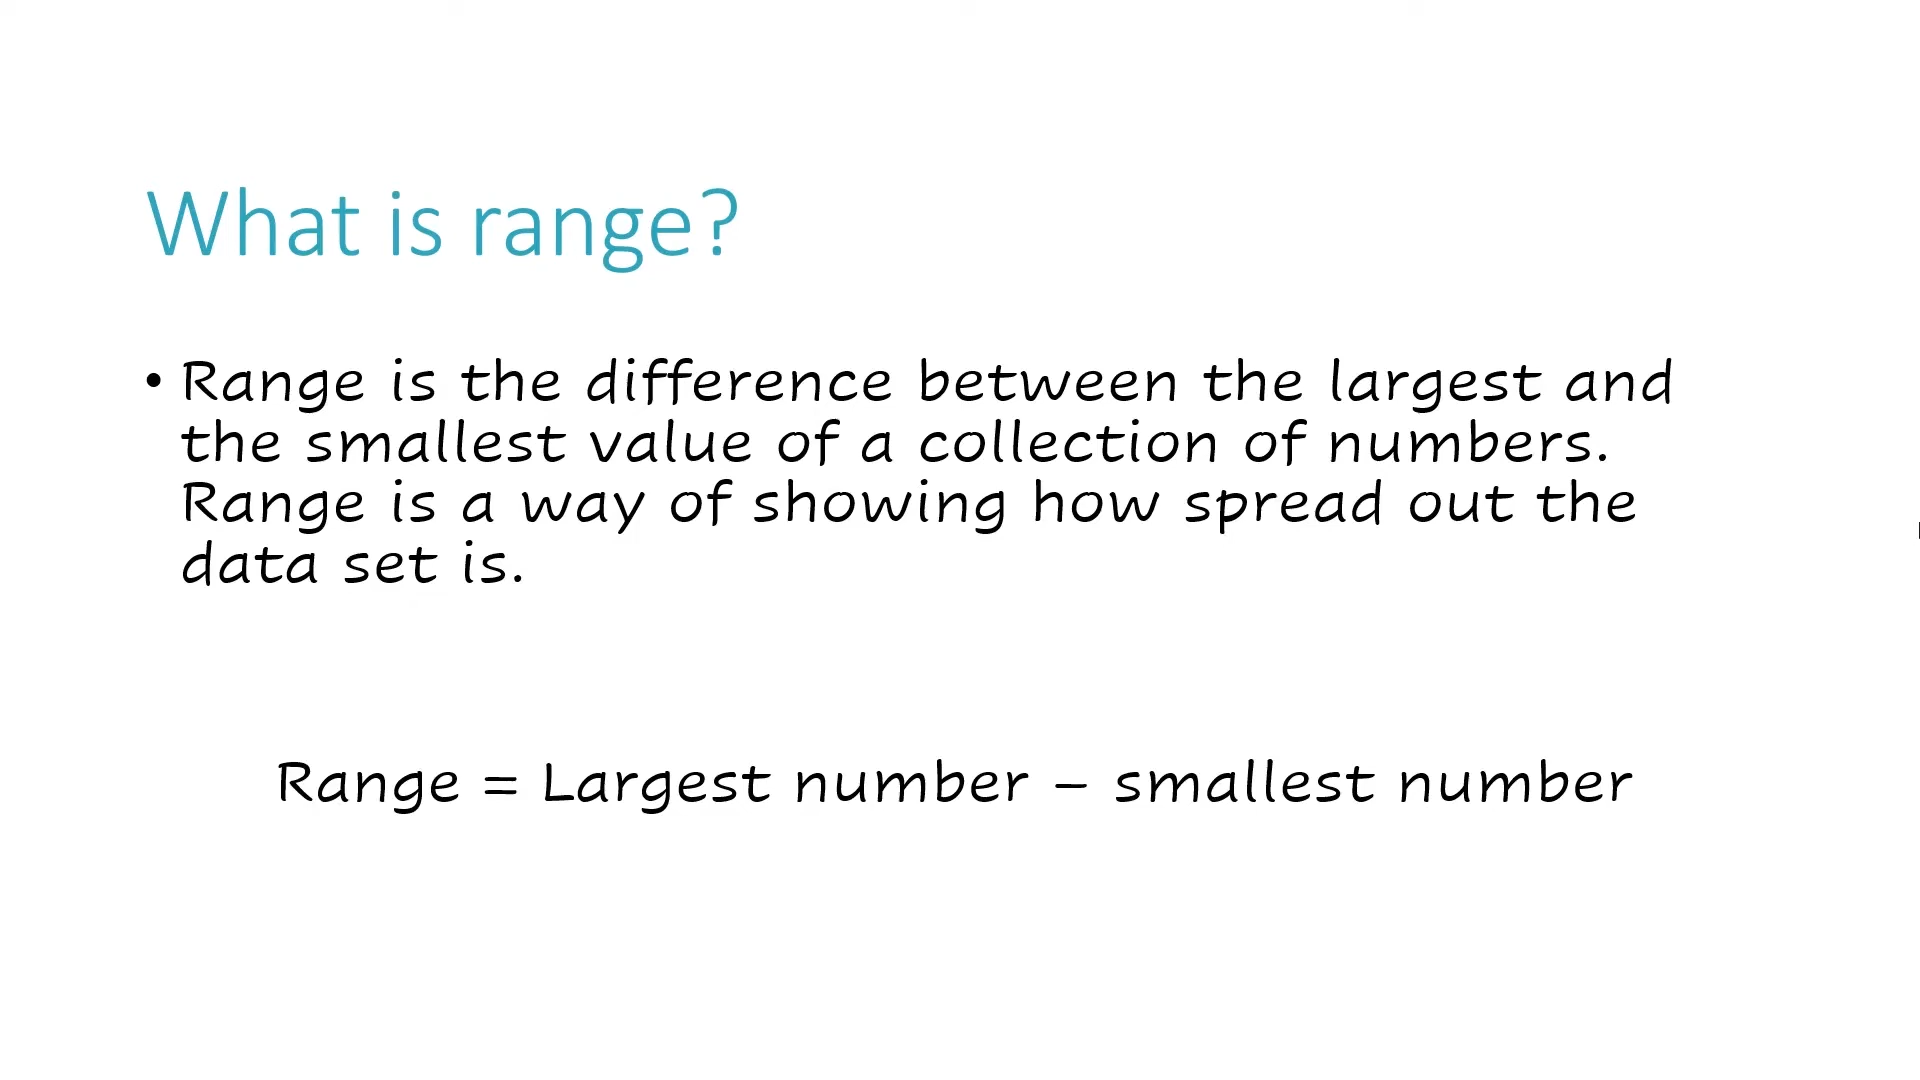 What is range?
• Range is the difference between the largest and
the smallest value of a collection of numbers.
Range is a way of showing how spread out the
data set is.
Range = Largest number – smallest number